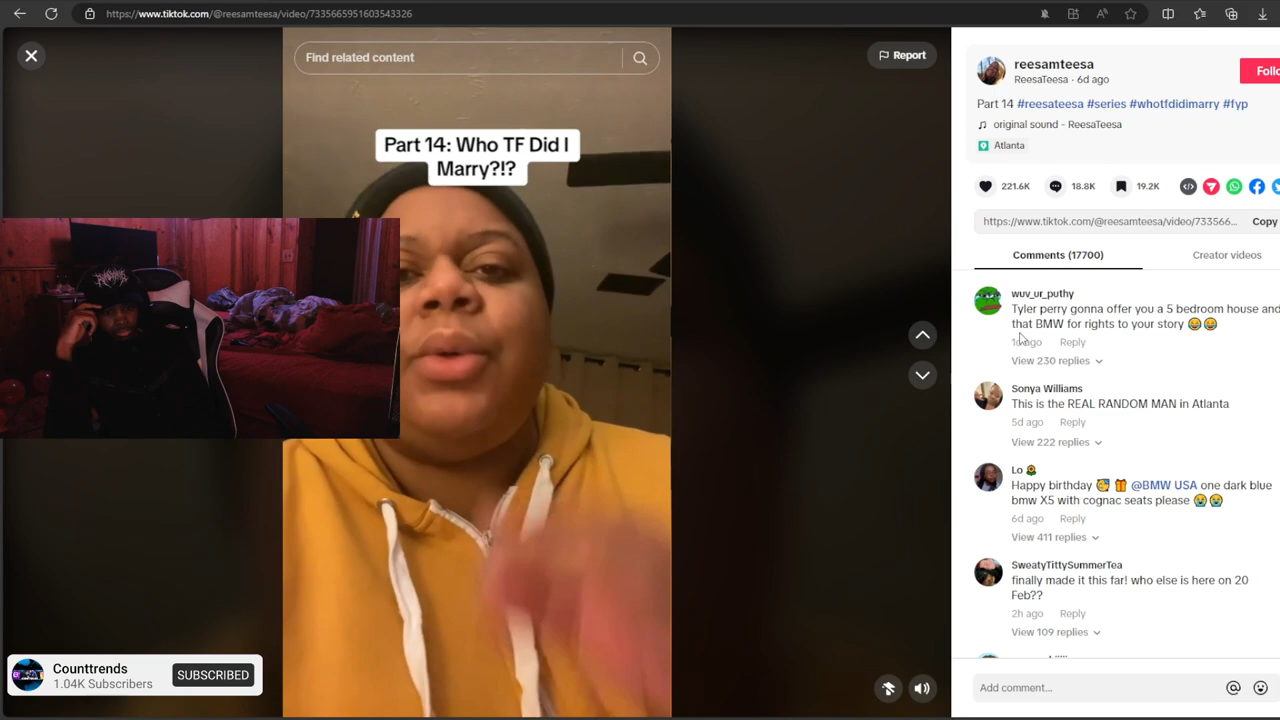 https://www.tiktok.com/@reesamteesa/video/7335665951603543326
Find related content
Report
Part 14: Who TF Did I
Marry?!?
Counttrends
1.04K Subscribers
SUBSCRIBED
reesamteesa
ReesaTeesa · 6d ago
Follo
Part 14 #reesateesa #series #whotfdidimarry #fyp
original sound - ReesaTeesa
Atlanta
221.6K
18.8K
19.2K
https://www.tiktok.com/@reesamteesa/video/733566...
Copy
Comments (17700)
Creator videos
wuv_ur_puthy
Tyler perry gonna offer you a 5 bedroom house and
that BMW for rights to your story 😂😂
1d ago Reply
View 230 replies
Sonya Williams
This is the REAL RANDOM MAN in Atlanta
5d ago Reply
View 222 replies
Lo 🌻
Happy birthday 🥳 🎁 @BMW USA one dark blue
bmw X5 with cognac seats please 😭😭
6d ago Reply
View 411 replies
SweatyTittySummerTea
finally made it this far! who else is here on 20
Feb??
2h ago Reply
View 109 replies
Add comment...